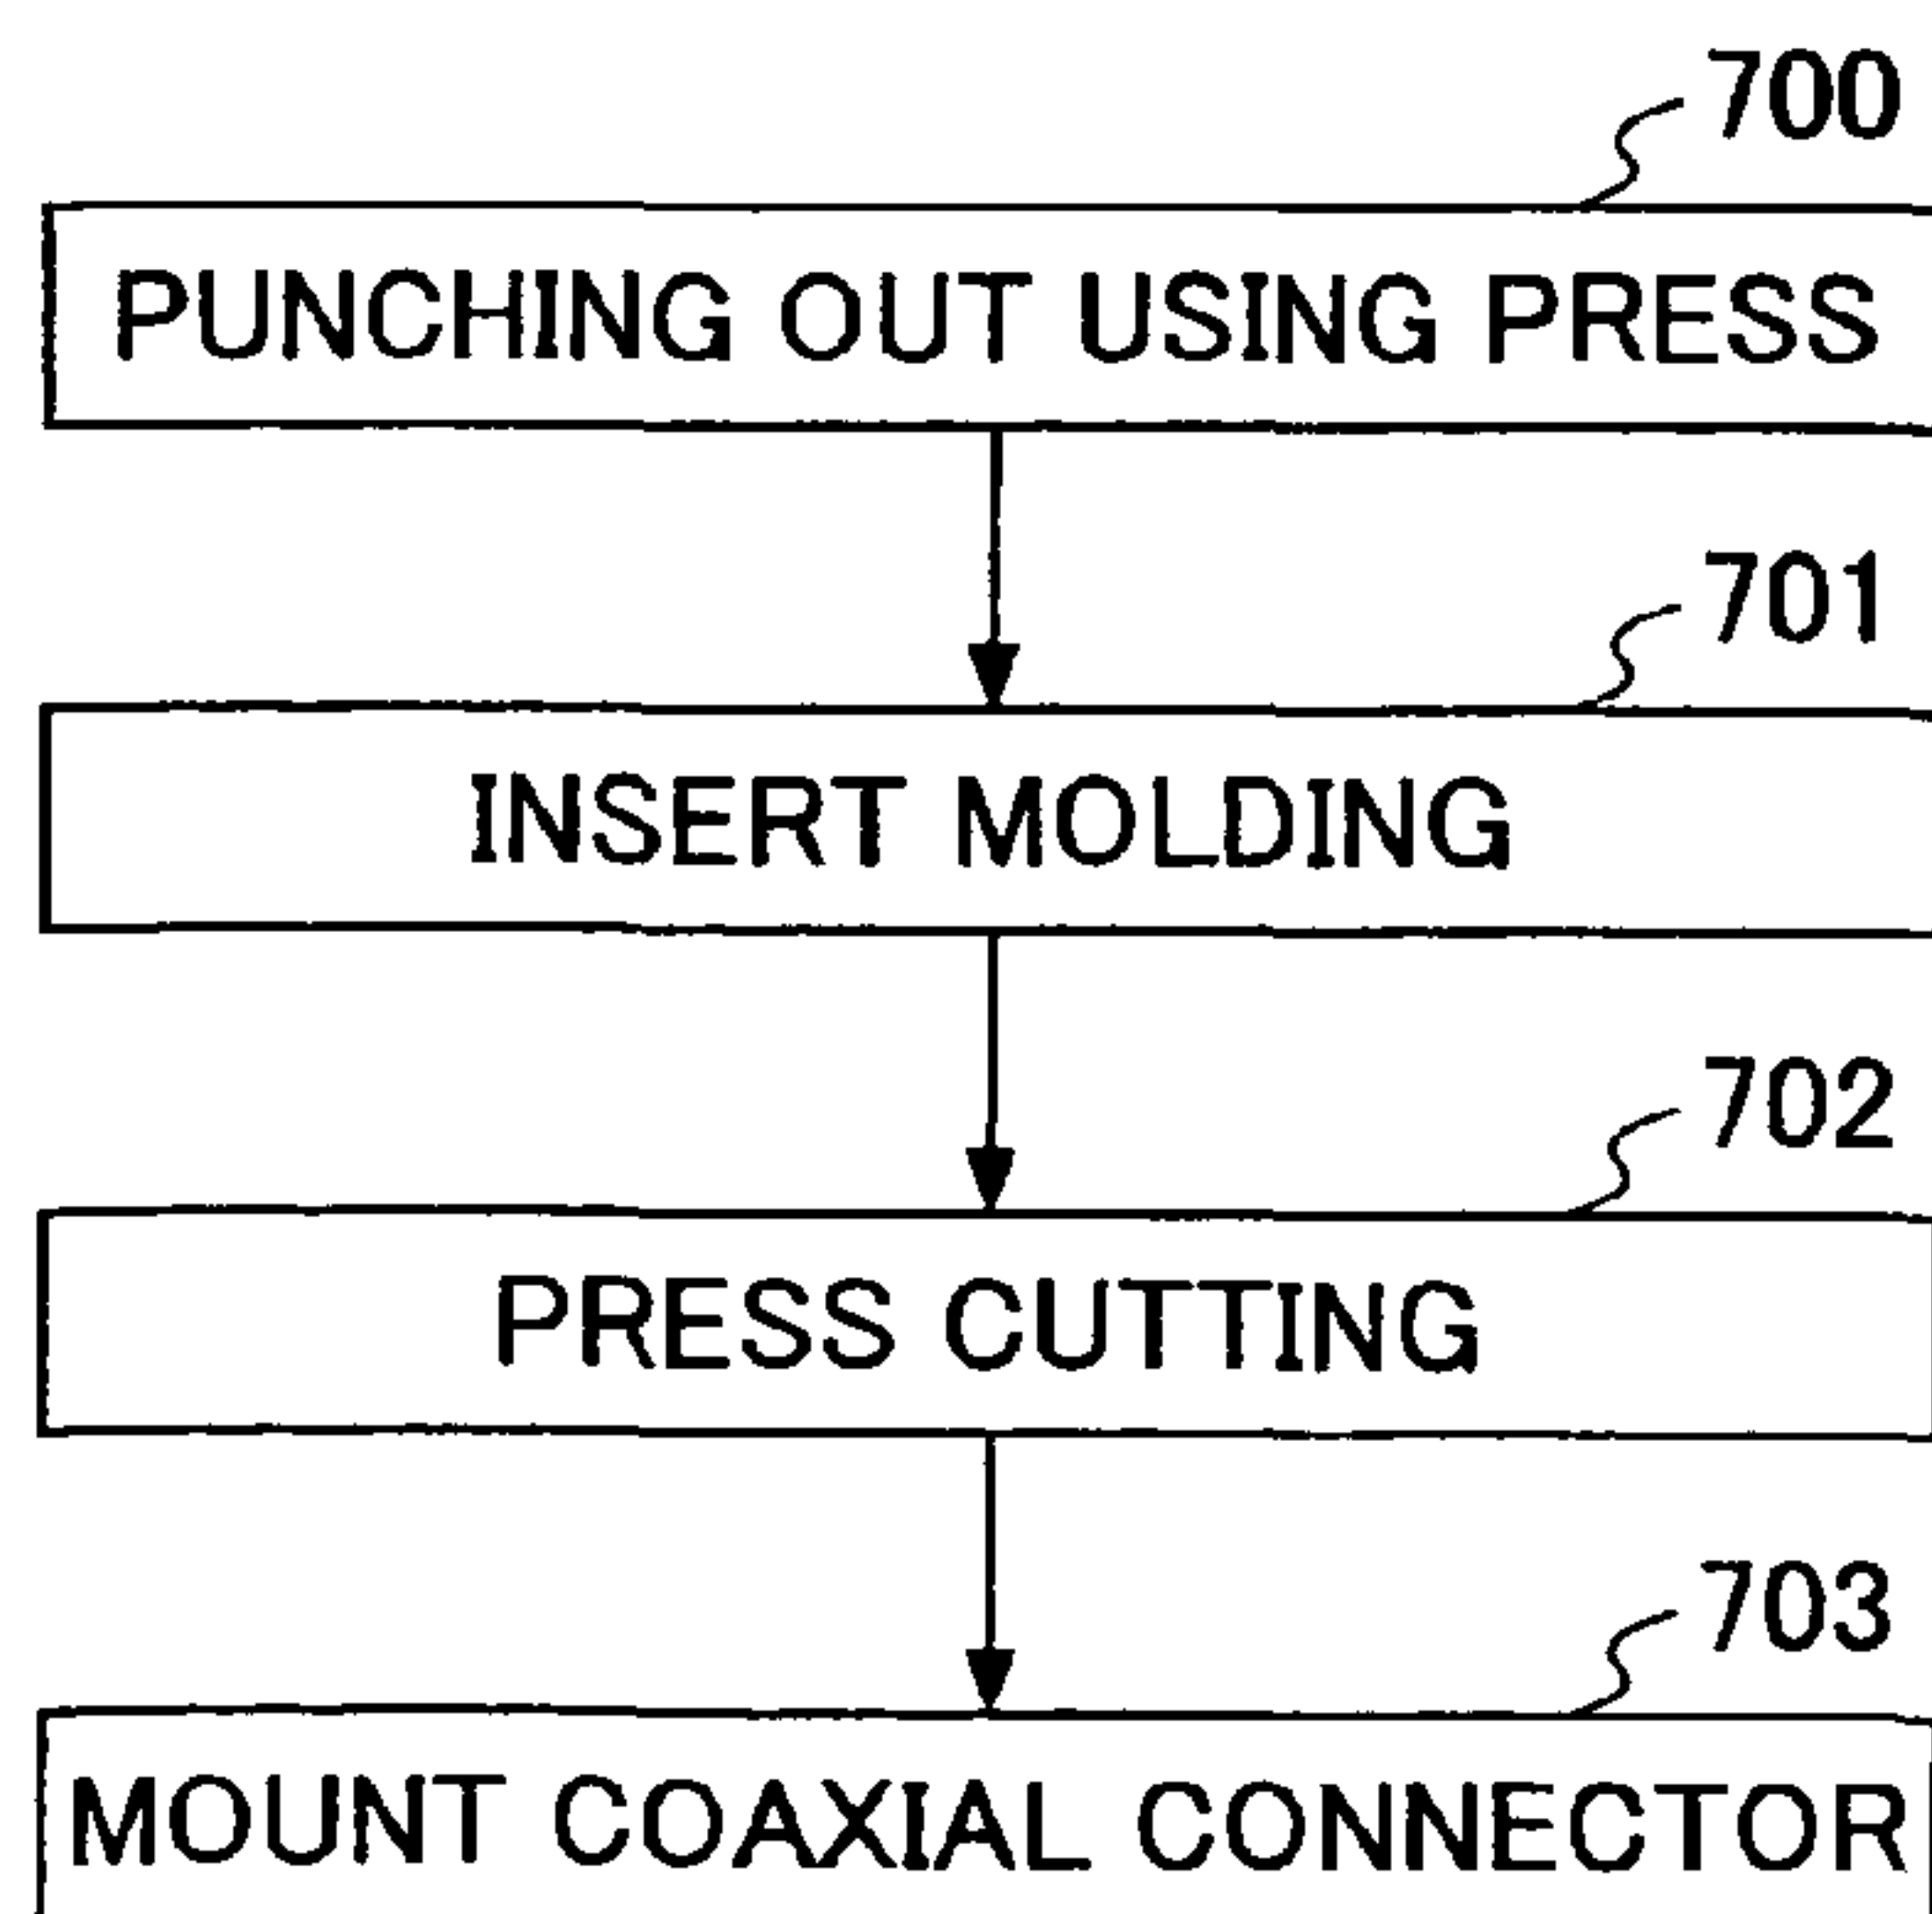 700
PUNCHING OUT USING PRESS
701
INSERT MOLDING
702
PRESS CUTTING
703
MOUNT COAXIAL CONNECTOR